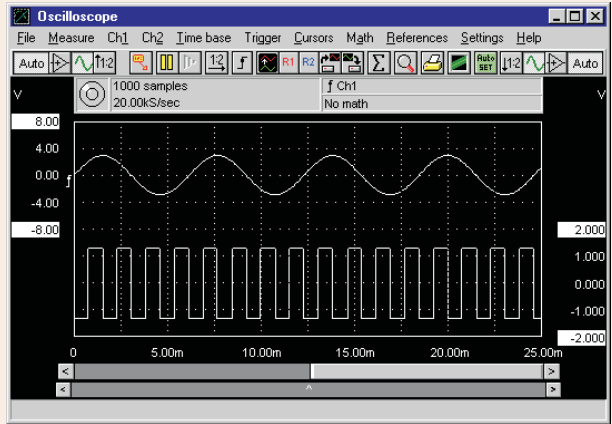 Oscilloscope
File Measure Ch1 Ch2 Time base Trigger Cursors Math References Settings Help
Auto 1:2 1:2 ƒ R1 R2 Σ Auto SET 1:2 Auto
V 1000 samples ƒ Ch1 V
20.00kS/sec No math
8.00
4.00
0.00 ƒ
-4.00
-8.00 2.000
1.000
0.000
-1.000
-2.000
0 5.00m 10.00m 15.00m 20.00m 25.00m